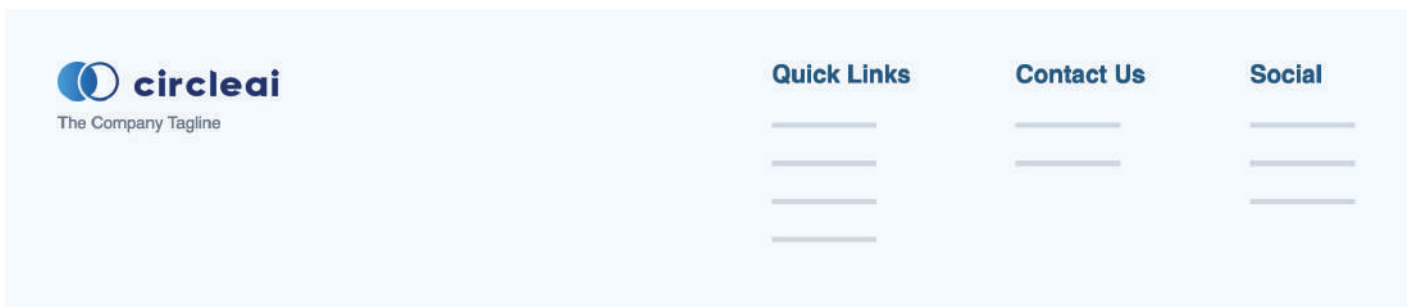 circleai
The Company Tagline
Quick Links
Contact Us
Social